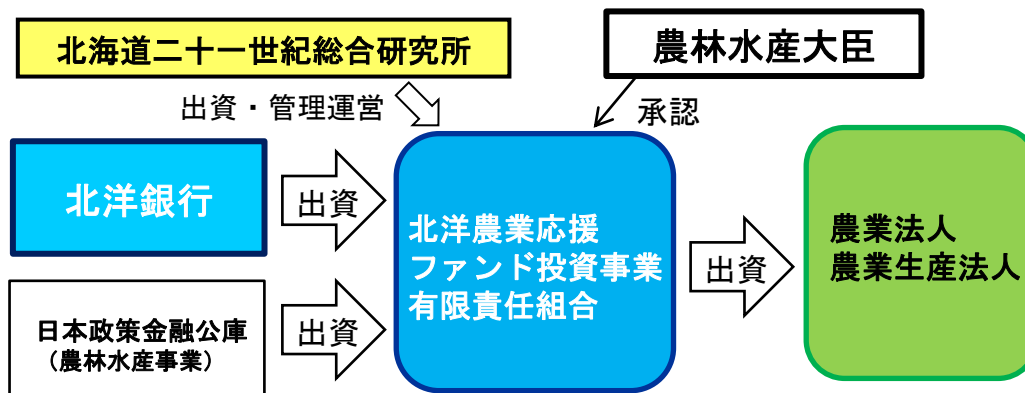 北海道二十一世紀総合研究所
農林水産大臣
出資・管理運営
承認
北洋銀行
出資
北洋農業応援
ファンド投資事業
有限責任組合
出資
農業法人
農業生産法人
日本政策金融公庫
（農林水産事業）
出資